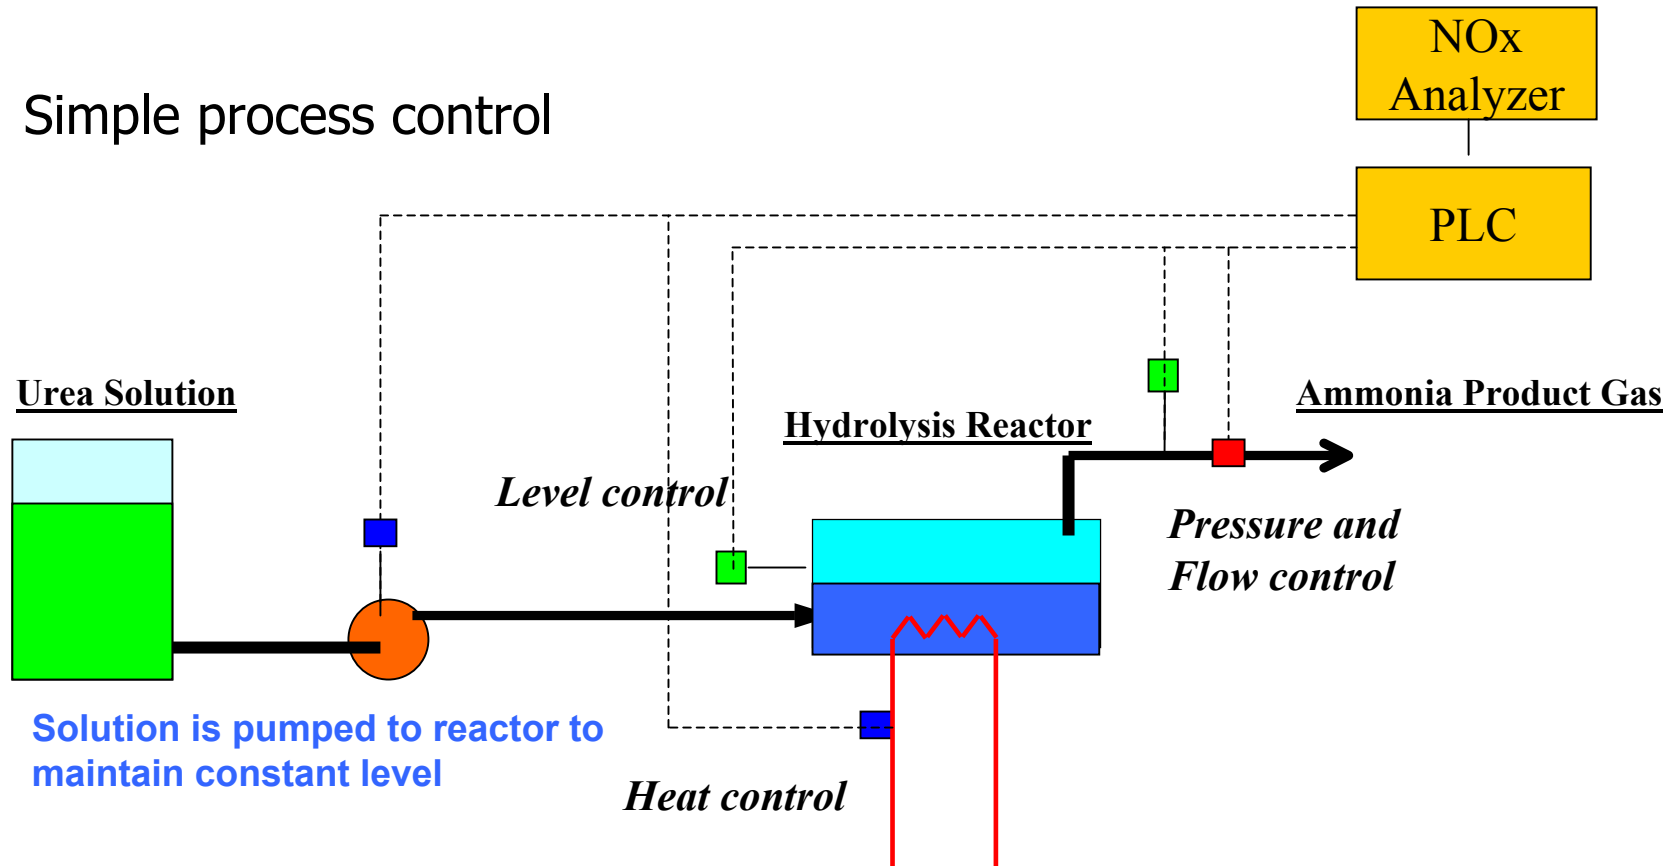 Simple process control
NOx
Analyzer
PLC
Urea Solution
Ammonia Product Gas
Hydrolysis Reactor
Level control
Pressure and
Flow control
Solution is pumped to reactor to
maintain constant level
Heat control